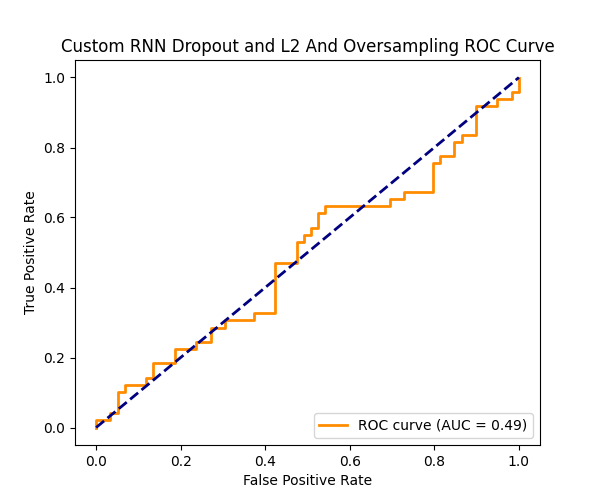 Custom RNN Dropout and L2 And Oversampling ROC Curve
True Positive Rate
1.0
0.8
0.6
0.4
0.2
0.0
ROC curve (AUC = 0.49)
0.0 0.2 0.4 0.6 0.8 1.0
False Positive Rate